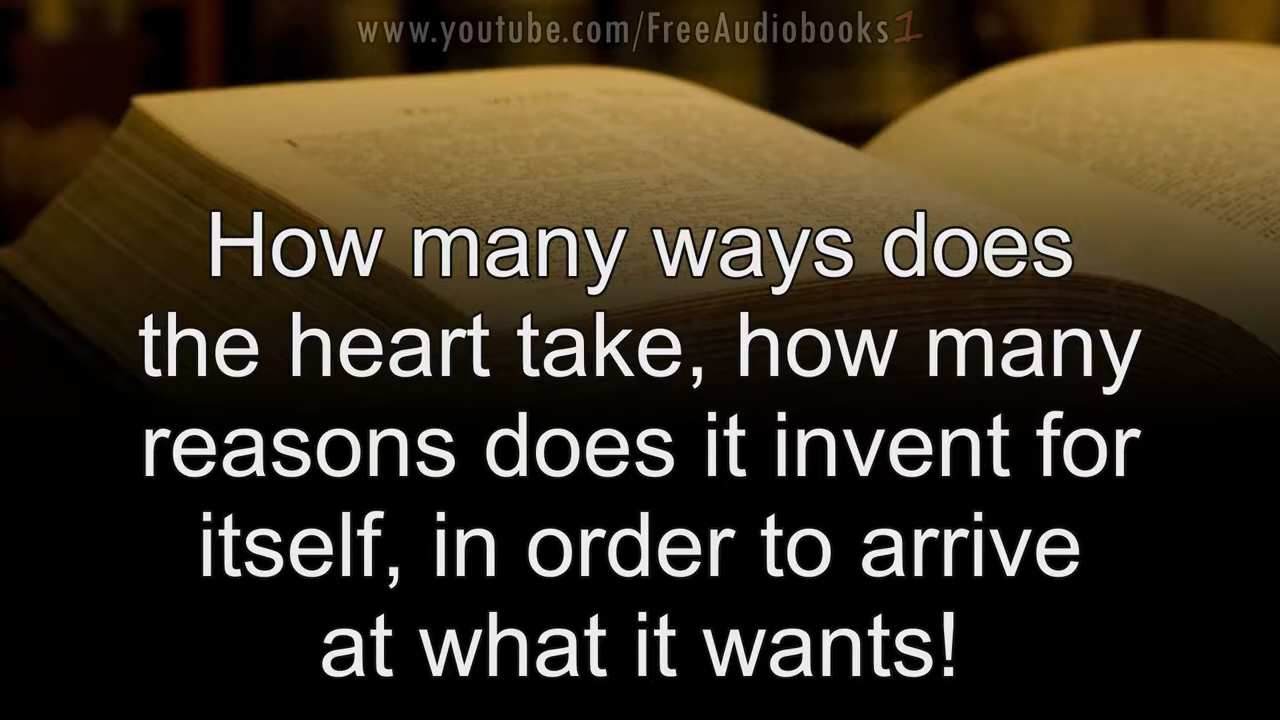 www.youtube.com/FreeAudiobooks1
How many ways does
the heart take, how many
reasons does it invent for
itself, in order to arrive
at what it wants!